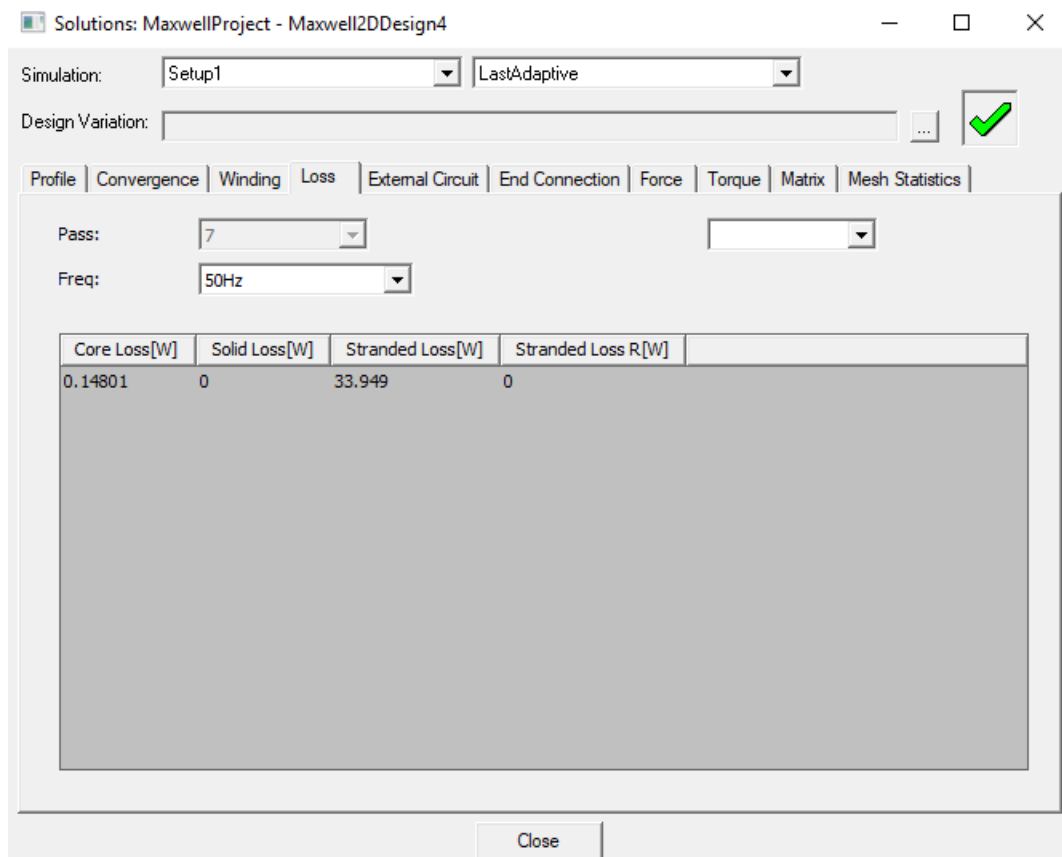 Solutions: MaxwellProject - Maxwell2DDesign4
Simulation: Setup1 LastAdaptive
Design Variation: ...
Profile Convergence Winding Loss External Circuit End Connection Force Torque Matrix Mesh Statistics
Pass: 7
Freq: 50Hz
Core Loss[W] Solid Loss[W] Stranded Loss[W] Stranded Loss R[W]
0.14801 0 33.949 0
Close